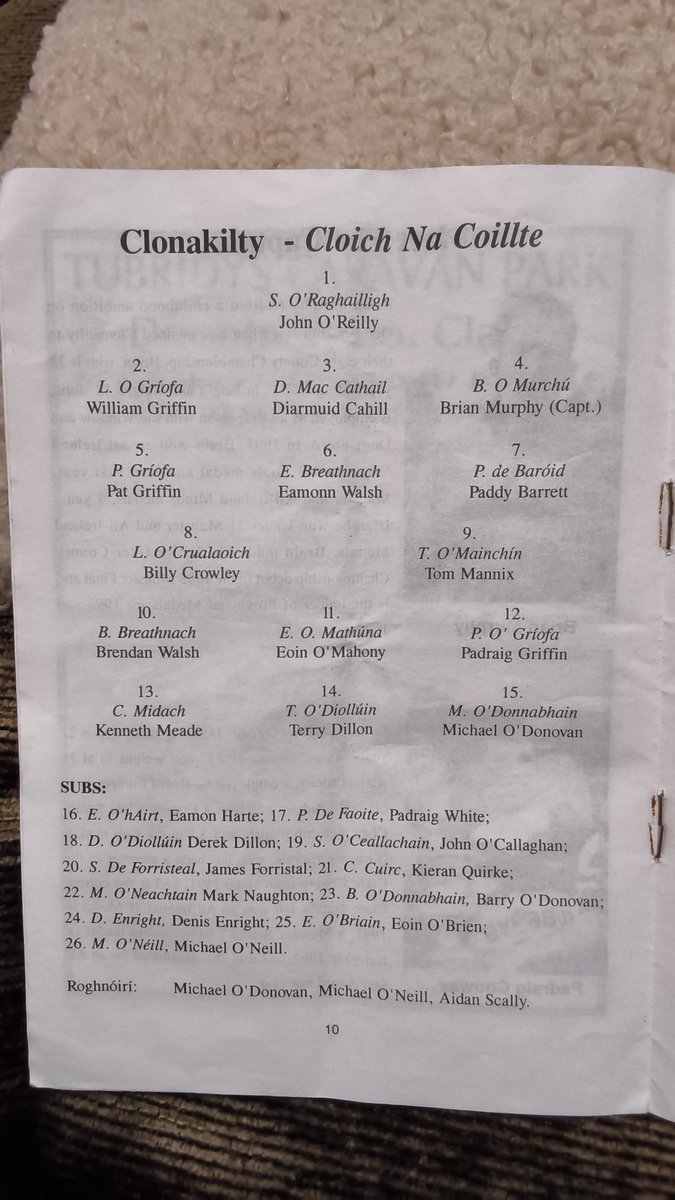 Clonakilty - Cloich Na Coillte
1.
S. O'Raghailligh
John O'Reilly
2. 3. 4.
L. O Gríofa D. Mac Cathail B. O Murchú
William Griffin Diarmuid Cahill Brian Murphy (Capt.)
5. 6. 7.
P. Gríofa E. Breathnach P. de Baróid
Pat Griffin Eamonn Walsh Paddy Barrett
8. 9.
L. O'Crualaoich T. O'Mainchín
Billy Crowley Tom Mannix
10. 11. 12.
B. Breathnach E. O. Mathúna P. O' Gríofa
Brendan Walsh Eoin O'Mahony Padraig Griffin
13. 14. 15.
C. Midach T. O'Diollúin M. O'Donnabhain
Kenneth Meade Terry Dillon Michael O'Donovan
SUBS:
16. E. O'hAirt, Eamon Harte; 17. P. De Faoite, Padraig White;
18. D. O'Diollúin Derek Dillon; 19. S. O'Ceallachain, John O'Callaghan;
20. S. De Forristeal, James Forristal; 21. C. Cuirc, Kieran Quirke;
22. M. O'Neachtain Mark Naughton; 23. B. O'Donnabhain, Barry O'Donovan;
24. D. Enright, Denis Enright; 25. E. O'Briain, Eoin O'Brien;
26. M. O'Néill, Michael O'Neill.
Roghnóirí: Michael O'Donovan, Michael O'Neill, Aidan Scally.
10